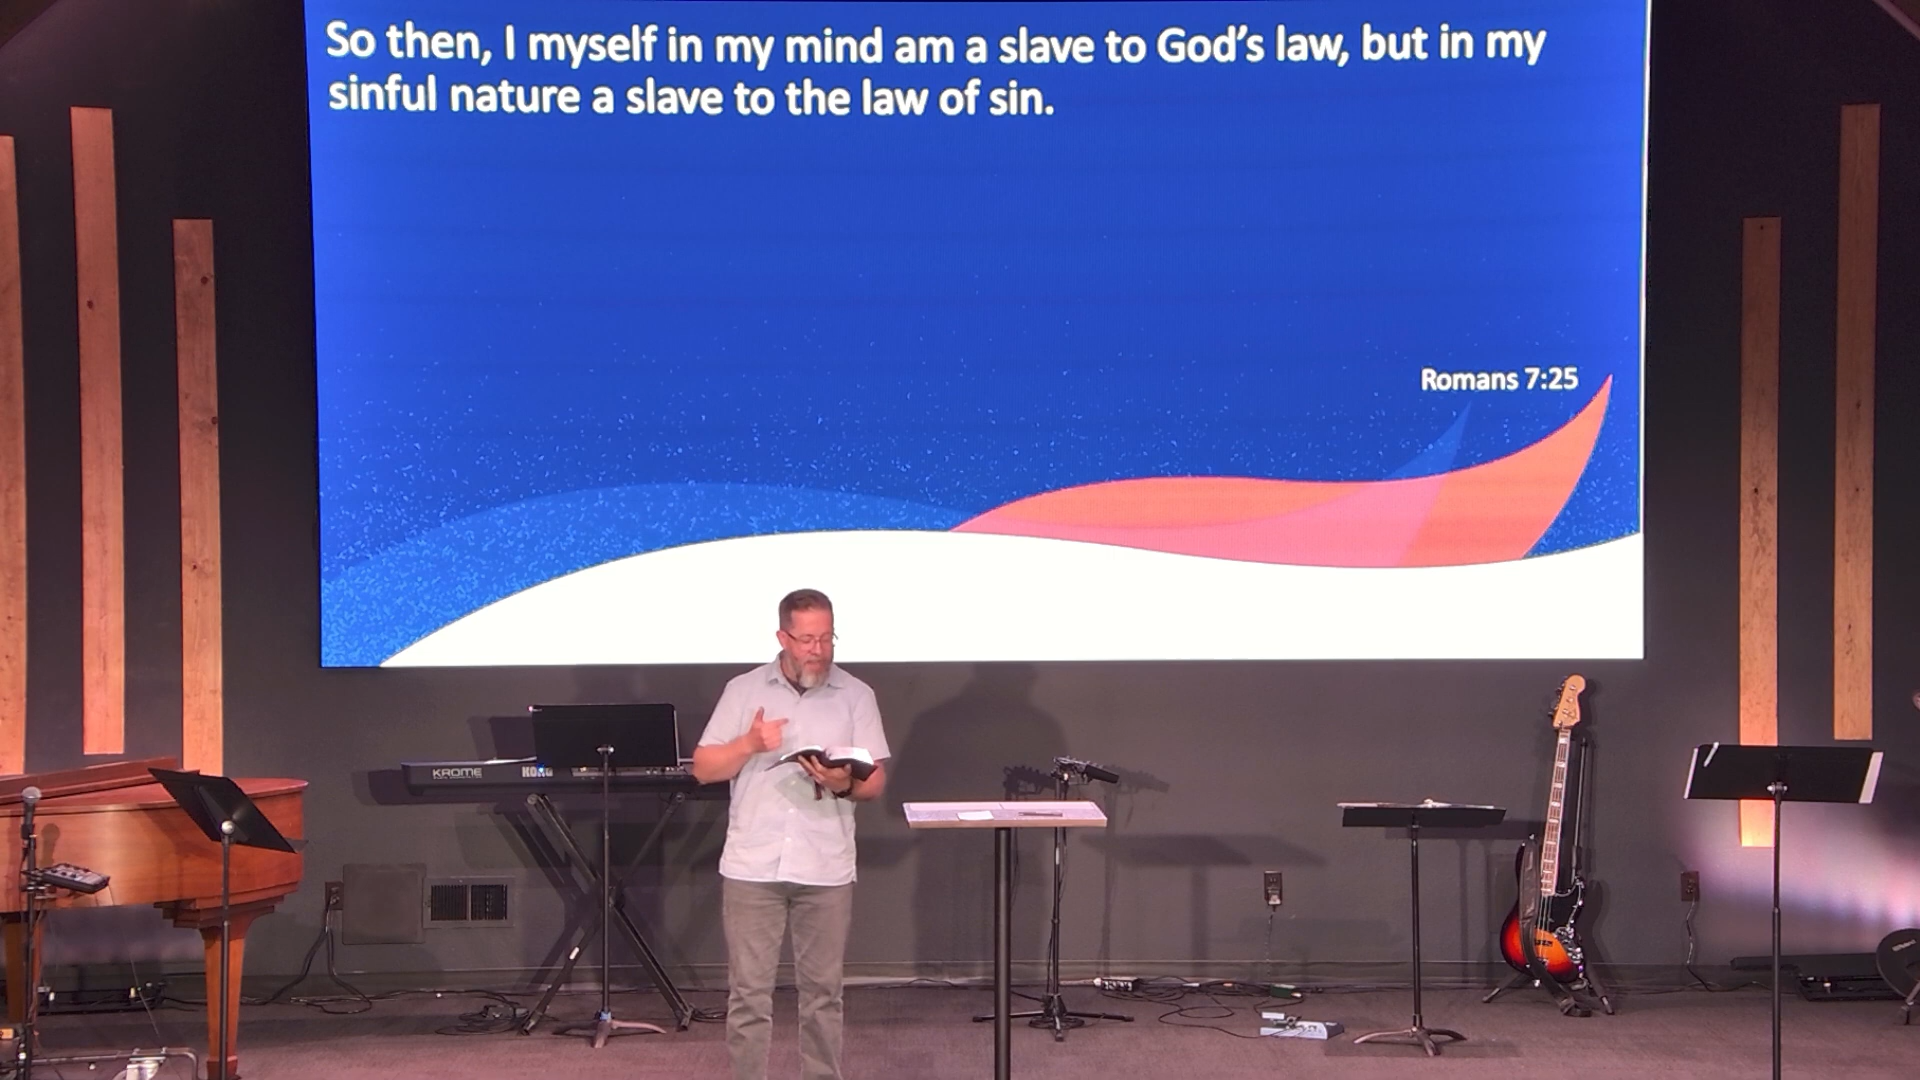 So then, I myself in my mind am a slave to God's law, but in my
sinful nature a slave to the law of sin.
Romans 7:25
KROME
KORG